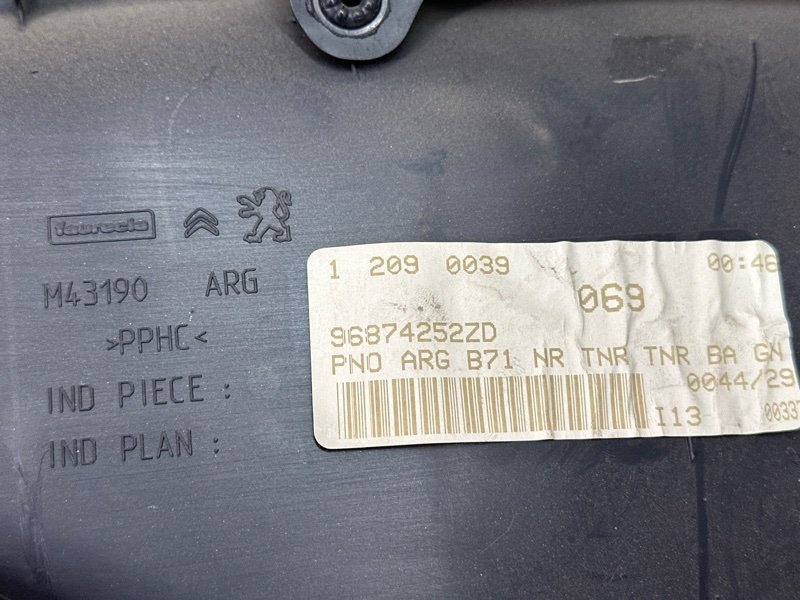 faurecia
M43190 ARG
>PPHC<
IND PIECE :
IND PLAN :
1 209 0039 00:46
069
96874252ZD
PNO ARG B71 NR TNR TNR BA GN
0044/29
I13 00337